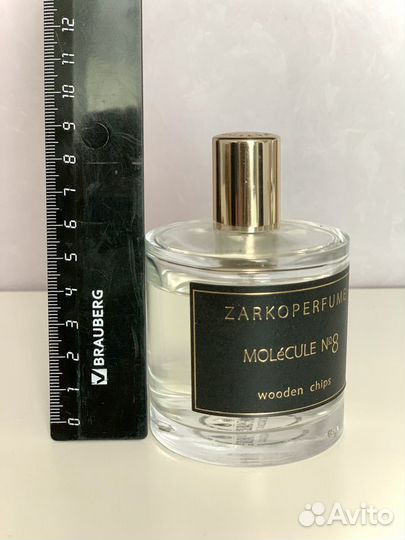 12
11
10
9
8
7
6
5
4
3
2
1
0
BRAUBERG
ZARKOPERFUME
MOLéCULE Nº8
wooden chips
Avito